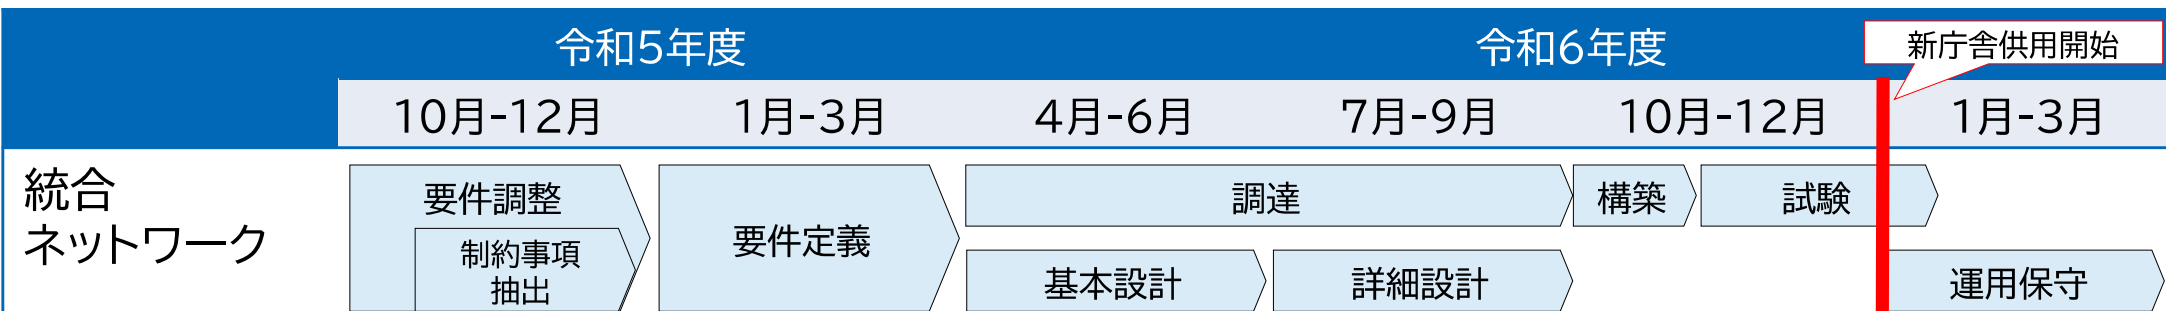 令和5年度
令和6年度
新庁舎供用開始
10月-12月
1月-3月
4月-6月
7月-9月
10月-12月
1月-3月
統合
ネットワーク
要件調整
制約事項
抽出
要件定義
調達
構築
試験
基本設計
詳細設計
運用保守